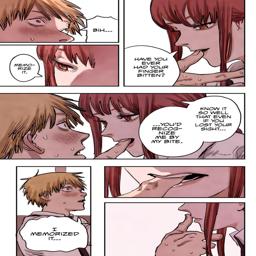 BIH...
HAVE YOU
EVER
HAD YOUR
FINGER
BITTEN?
MEMO-
RIZE
IT.
KNOW IT
SO WELL
THAT EVEN
IF YOU
LOST YOUR
SIGHT...
...YOU'D
RECOG-
NIZE
ME BY
MY BITE.
I
MEMORIZED
IT...